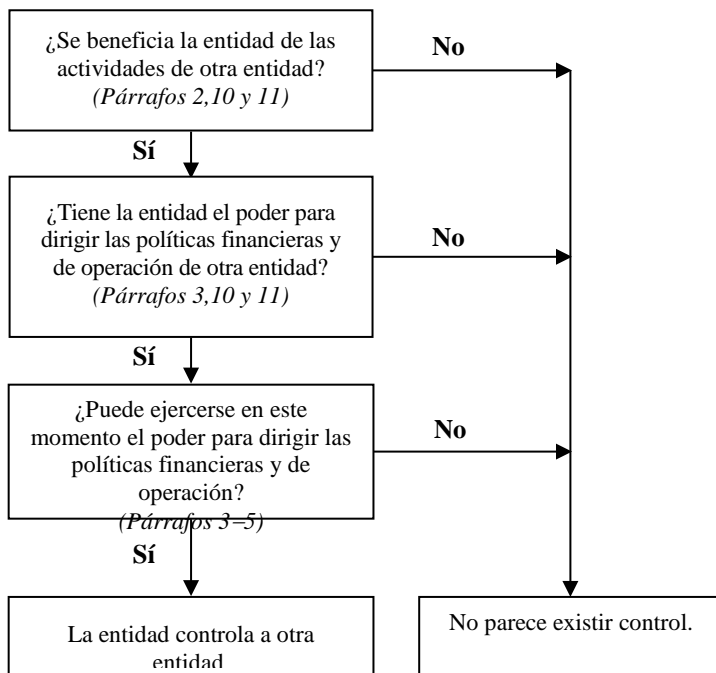 ¿Se beneficia la entidad de las
actividades de otra entidad?
(Párrafos 2,10 y 11)
No
Sí
¿Tiene la entidad el poder para
dirigir las políticas financieras y
de operación de otra entidad?
(Párrafos 3,10 y 11)
No
Sí
¿Puede ejercerse en este
momento el poder para dirigir las
políticas financieras y de
operación?
(Párrafos 3–5)
No
Sí
La entidad controla a otra
entidad
No parece existir control.